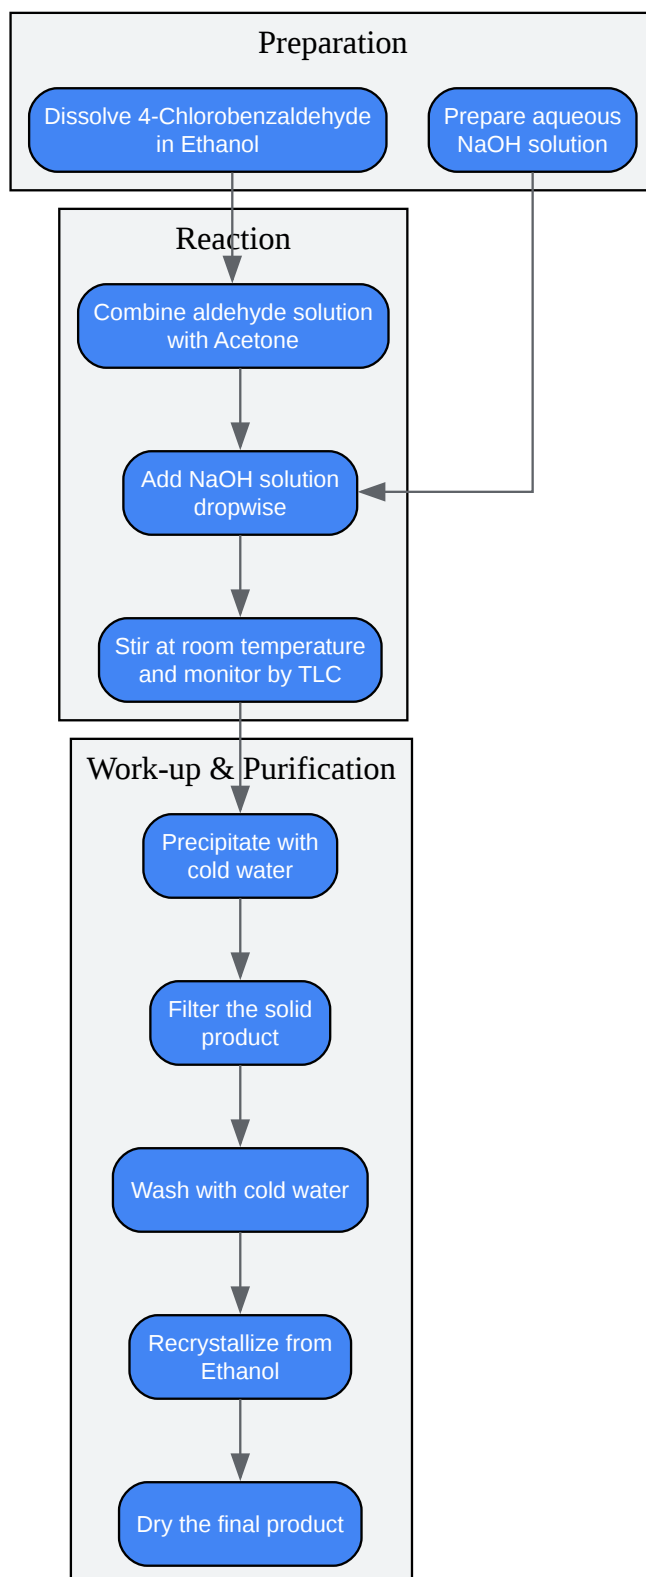 Preparation
Dissolve 4-Chlorobenzaldehyde
in Ethanol
Prepare aqueous
NaOH solution
Reaction
Combine aldehyde solution
with Acetone
Add NaOH solution
dropwise
Stir at room temperature
and monitor by TLC
Work-up & Purification
Precipitate with
cold water
Filter the solid
product
Wash with cold water
Recrystallize from
Ethanol
Dry the final product